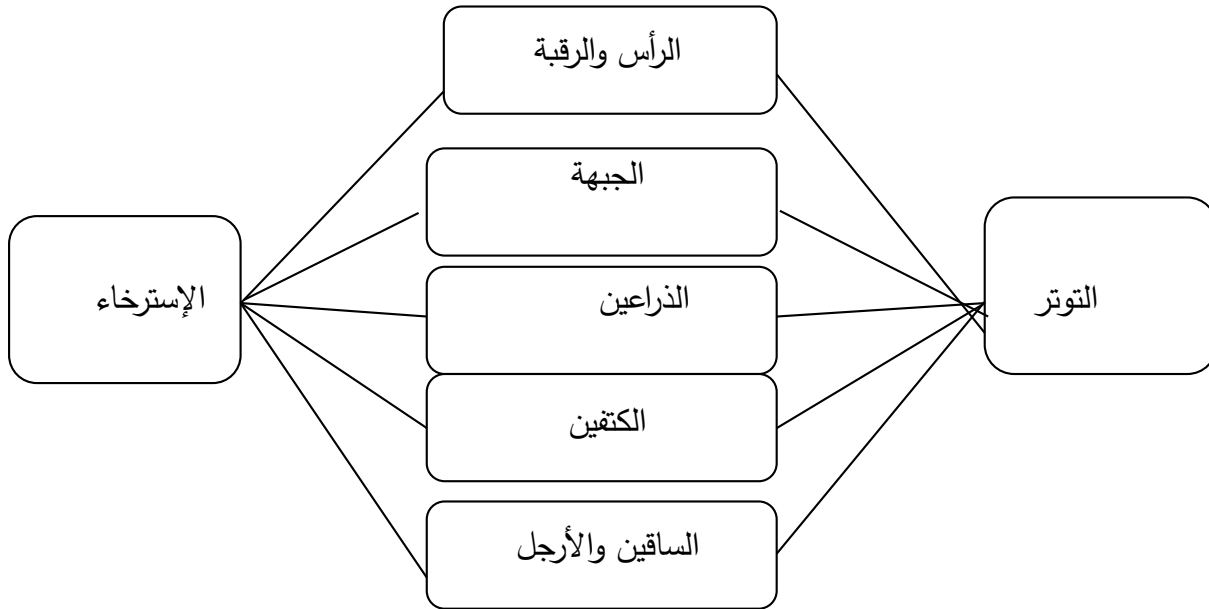 الرأس والرقبة
الجبهة
التوتر
الذراعين
الإسترخاء
الكتفين
الساقين والأرجل